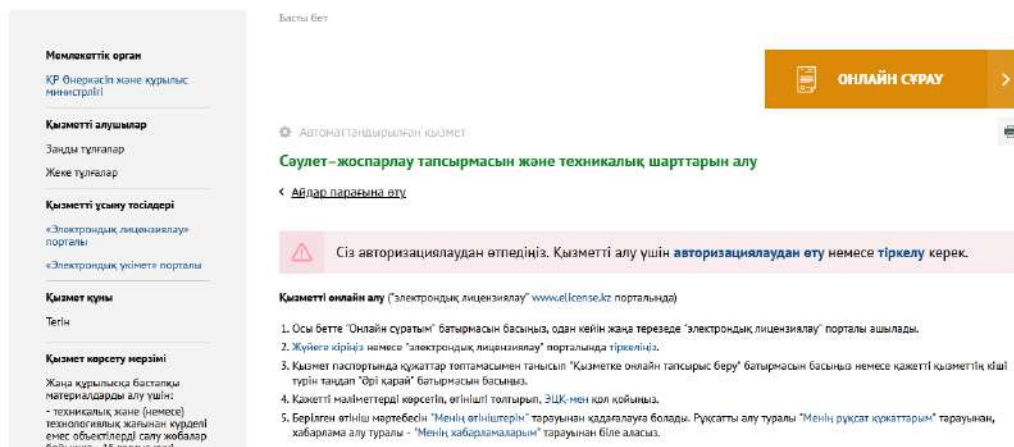 Басты бет
Мемлекеттік орган
ҚР Өнеркәсіп және құрылыс
министрлігі
Қызметті алушылар
Заңды тұлғалар
Жеке тұлғалар
Қызметті ұсыну тәсілдері
«Электрондық лицензиялау»
порталы
«Электрондық үкімет» порталы
Қызмет құны
Тегін
Қызмет көрсету мерзімі
Жаңа құрылысқа бастапқы
материалдарды алу үшін:
- техникалық және (немесе)
технологиялық жағынан күрделі
емес объектілерді салу жобалар
ОНЛАЙН СҰРАУ
Автоматтандырылған қызмет
Сәулет–жоспарлау тапсырмасын және техникалық шарттарын алу
Айдар парағына өту
Сіз авторизациялаудан өтпедіңіз. Қызметті алу үшін авторизациялаудан өту немесе тіркелу керек.
Қызметті онлайн алу ("электрондық лицензиялау" www.elicense.kz порталында)
1. Осы бетте "Онлайн сұратым" батырмасын басыңыз, одан кейін жаңа терезеде "электрондық лицензиялау" порталы ашылады.
2. Жүйеге кіріңіз немесе "электрондық лицензиялау" порталында тіркеліңіз.
3. Қызмет паспортында құжаттар топтамасымен танысып "Қызметке онлайн тапсырыс беру" батырмасын басыңыз немесе қажетті қызметтің кіші
түрін таңдап "Әрі қарай" батырмасын басыңыз.
4. Қажетті мәліметтерді көрсетіп, өтінішті толтырып, ЭЦҚ-мен қол қойыңыз.
5. Берілген өтініш мәртебесін "Менің өтініштерім" тарауынан қадағалауға болады. Рұқсатты алу туралы "Менің рұқсат құжаттарым" тарауынан,
хабарлама алу туралы - "Менің хабарламаларым" тарауынан біле аласыз.